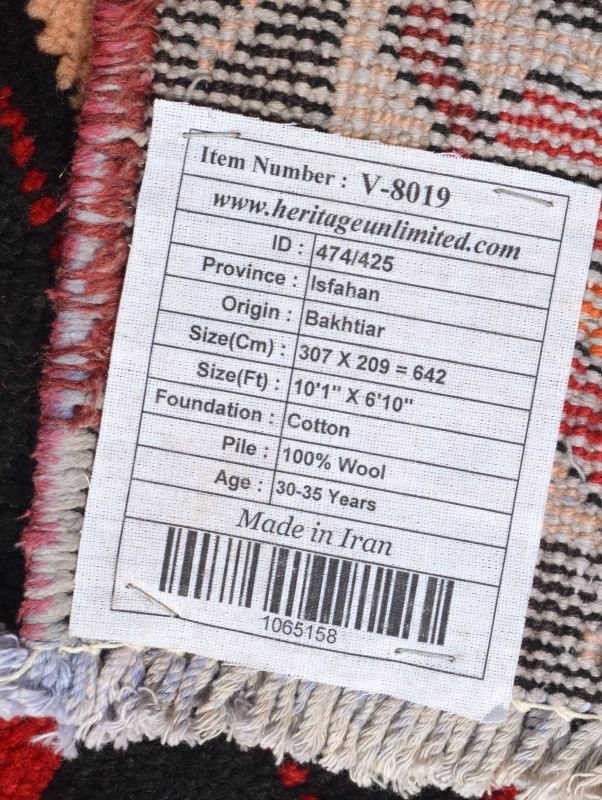 Item Number : V-8019
www.heritageunlimited.com
ID : 474/425
Province : Isfahan
Origin : Bakhtiar
Size(Cm) : 307 X 209 = 642
Size(Ft) : 10'1" X 6'10"
Foundation : Cotton
Pile : 100% Wool
Age : 30-35 Years
Made in Iran
1065158